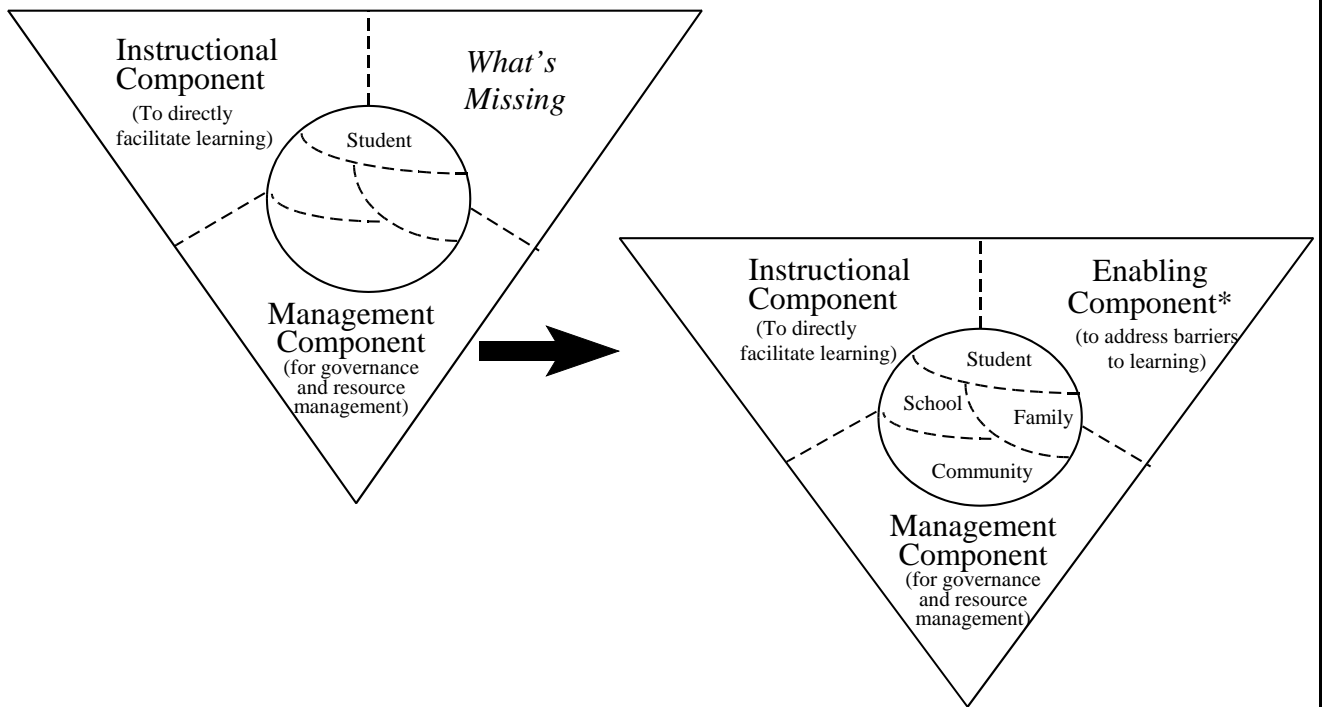 Instructional
Component
(To directly
facilitate learning)
What's
Missing
Student
Management
Component
(for governance
and resource
management)
Instructional
Component
(To directly
facilitate learning)
Enabling
Component*
(to address barriers
to learning)
Student
School
Family
Community
Management
Component
(for governance
and resource
management)